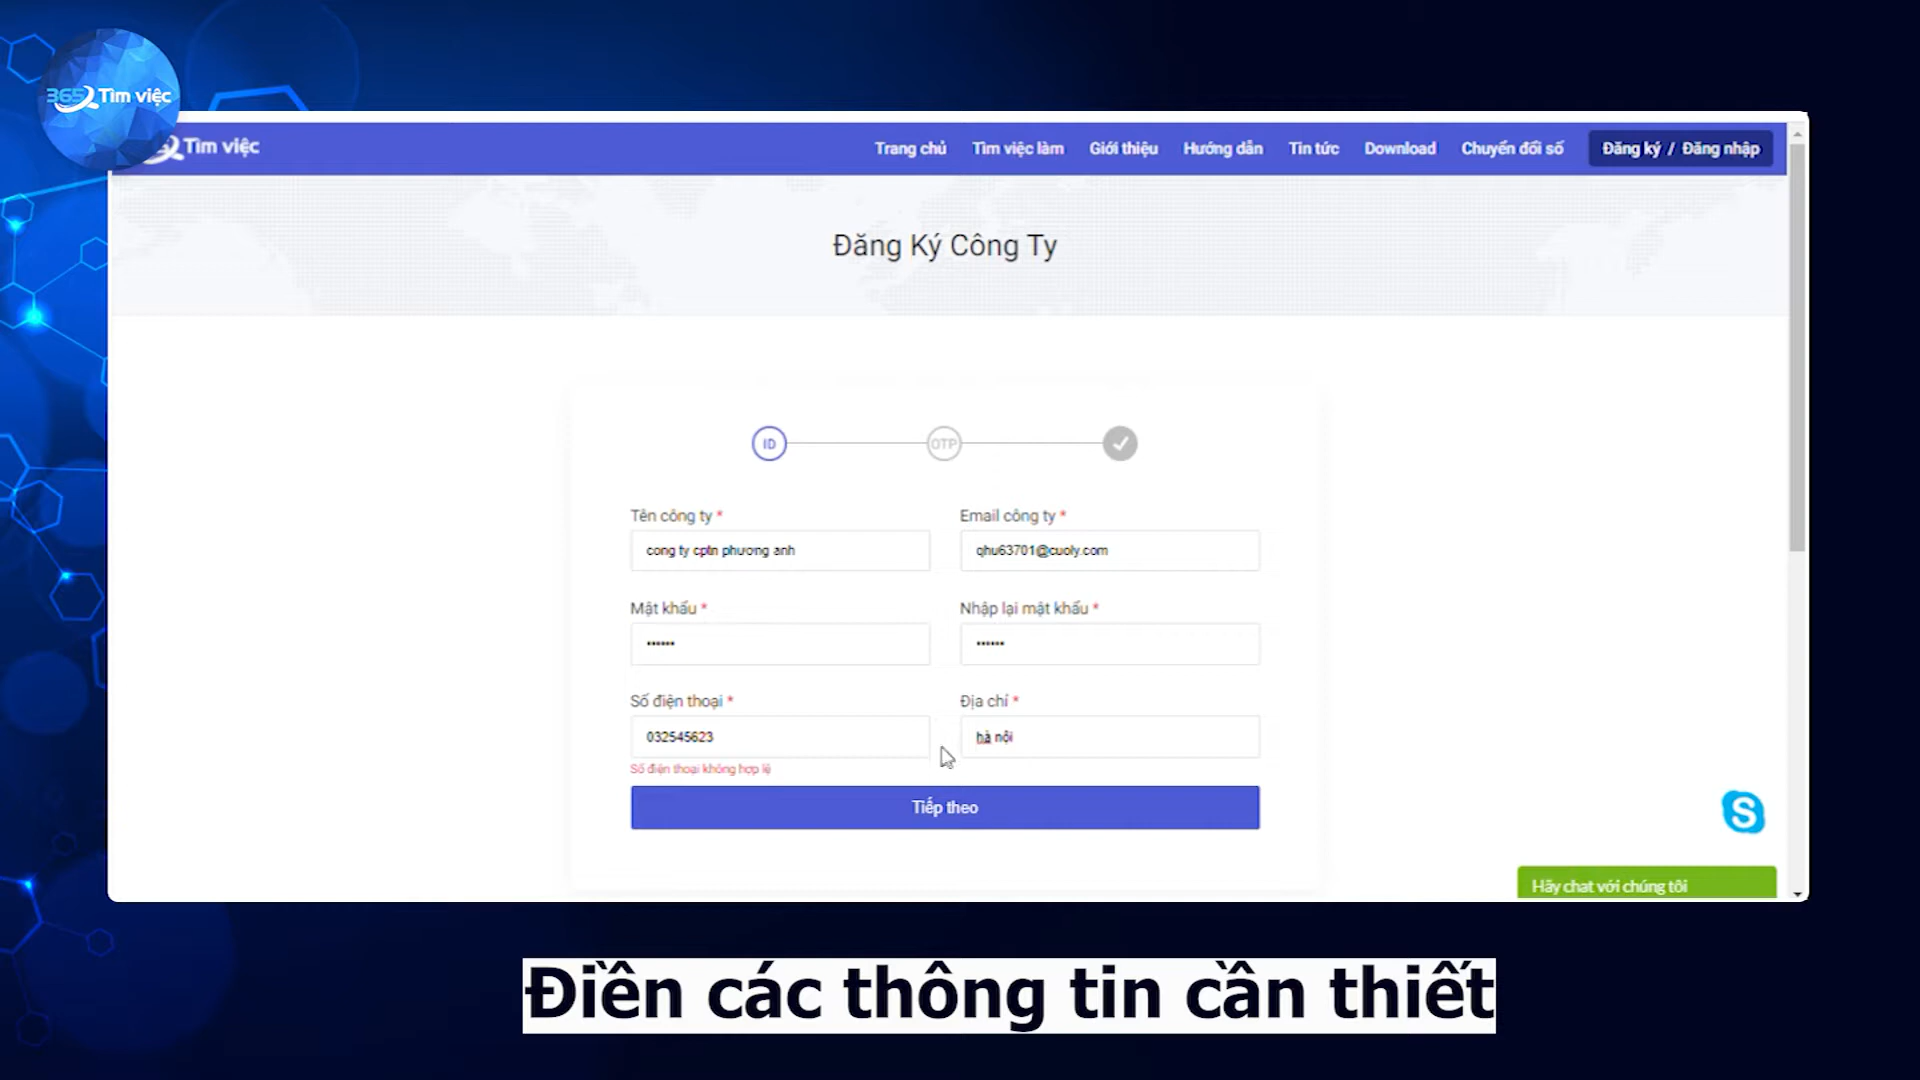 365 Tìm việc
Tìm việc
Trang chủ Tìm việc làm Giới thiệu Hướng dẫn Tin tức Download Chuyển đổi số Đăng ký / Đăng nhập
Đăng Ký Công Ty
ID OTP
Tên công ty * Email công ty *
cong ty cptn phương anh qhu63701@cuoly.com
Mật khẩu * Nhập lại mật khẩu *
•••••• ••••••
Số điện thoại * Địa chỉ *
032545623 hà nội
Số điện thoại không hợp lệ
Tiếp theo
Hãy chat với chúng tôi
Điền các thông tin cần thiết